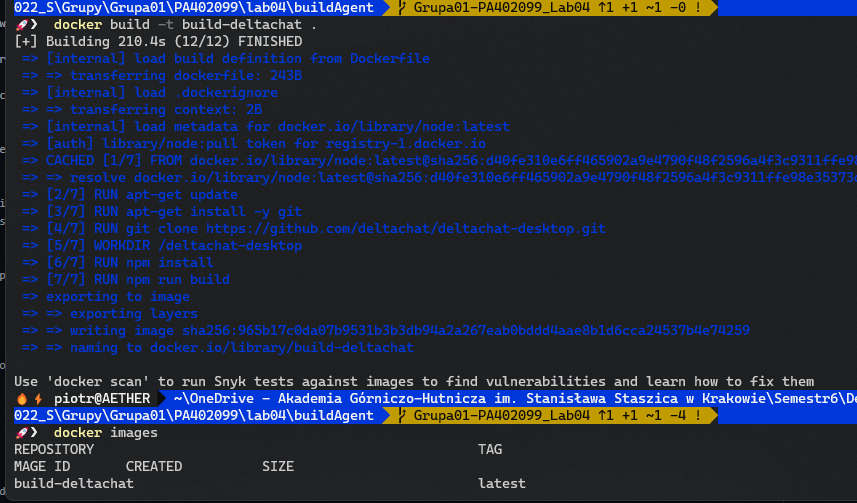 022_S\Grupy\Grupa01\PA402099\lab04\buildAgent Grupa01-PA402099_Lab04 ↑1 +1 ~1 -0 !
❯ docker build -t build-deltachat .
[+] Building 210.4s (12/12) FINISHED
=> [internal] load build definition from Dockerfile
=> => transferring dockerfile: 243B
=> [internal] load .dockerignore
=> => transferring context: 2B
=> [internal] load metadata for docker.io/library/node:latest
=> [auth] library/node:pull token for registry-1.docker.io
=> CACHED [1/7] FROM docker.io/library/node:latest@sha256:d40fe310e6ff465902a9e4790f48f2596a4f3c9311ffe98
=> => resolve docker.io/library/node:latest@sha256:d40fe310e6ff465902a9e4790f48f2596a4f3c9311ffe98e35373
=> [2/7] RUN apt-get update
=> [3/7] RUN apt-get install -y git
=> [4/7] RUN git clone https://github.com/deltachat/deltachat-desktop.git
=> [5/7] WORKDIR /deltachat-desktop
=> [6/7] RUN npm install
=> [7/7] RUN npm run build
=> exporting to image
=> => exporting layers
=> => writing image sha256:965b17c0da07b9531b3b3db94a2a267eab0bddd4aae8b1d6cca24537b4e74259
=> => naming to docker.io/library/build-deltachat
Use 'docker scan' to run Snyk tests against images to find vulnerabilities and learn how to fix them
piotr@AETHER ~\OneDrive - Akademia Górniczo-Hutnicza im. Stanisława Staszica w Krakowie\Semestr6\De
022_S\Grupy\Grupa01\PA402099\lab04\buildAgent Grupa01-PA402099_Lab04 ↑1 +1 ~1 -4 !
❯ docker images
REPOSITORY TAG
MAGE ID CREATED SIZE
build-deltachat latest